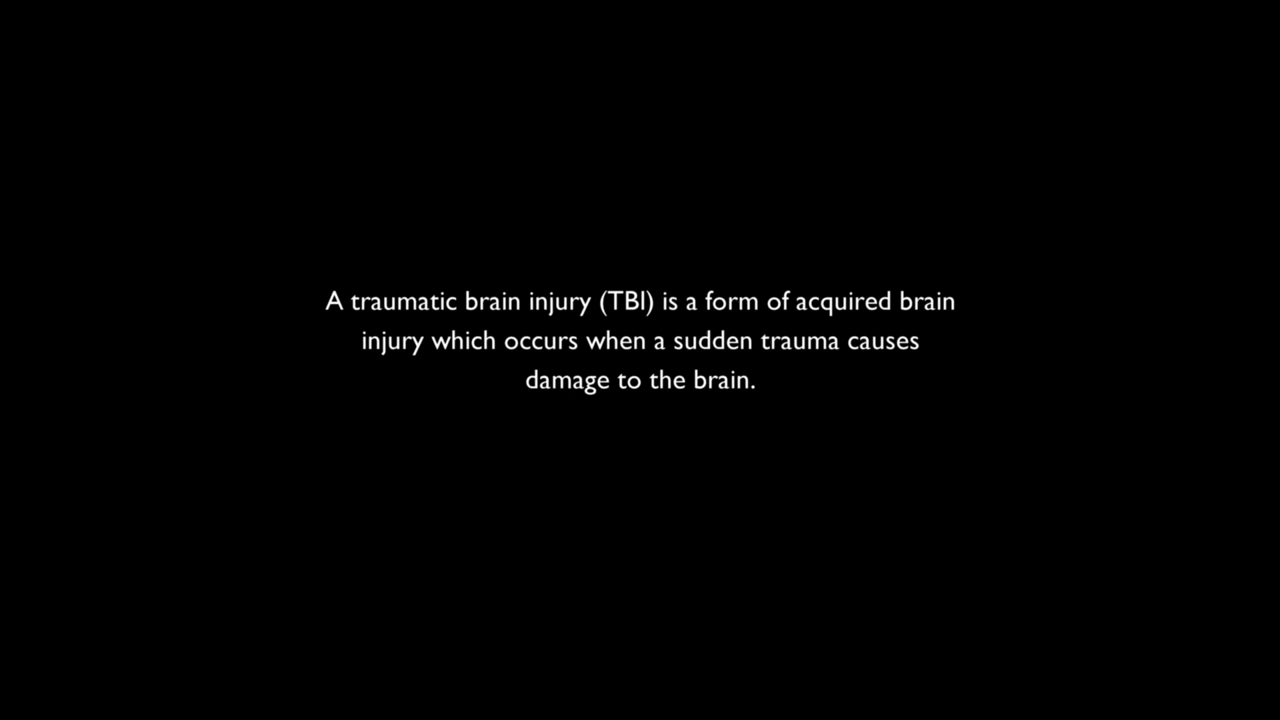 A traumatic brain injury (TBI) is a form of acquired brain
injury which occurs when a sudden trauma causes
damage to the brain.